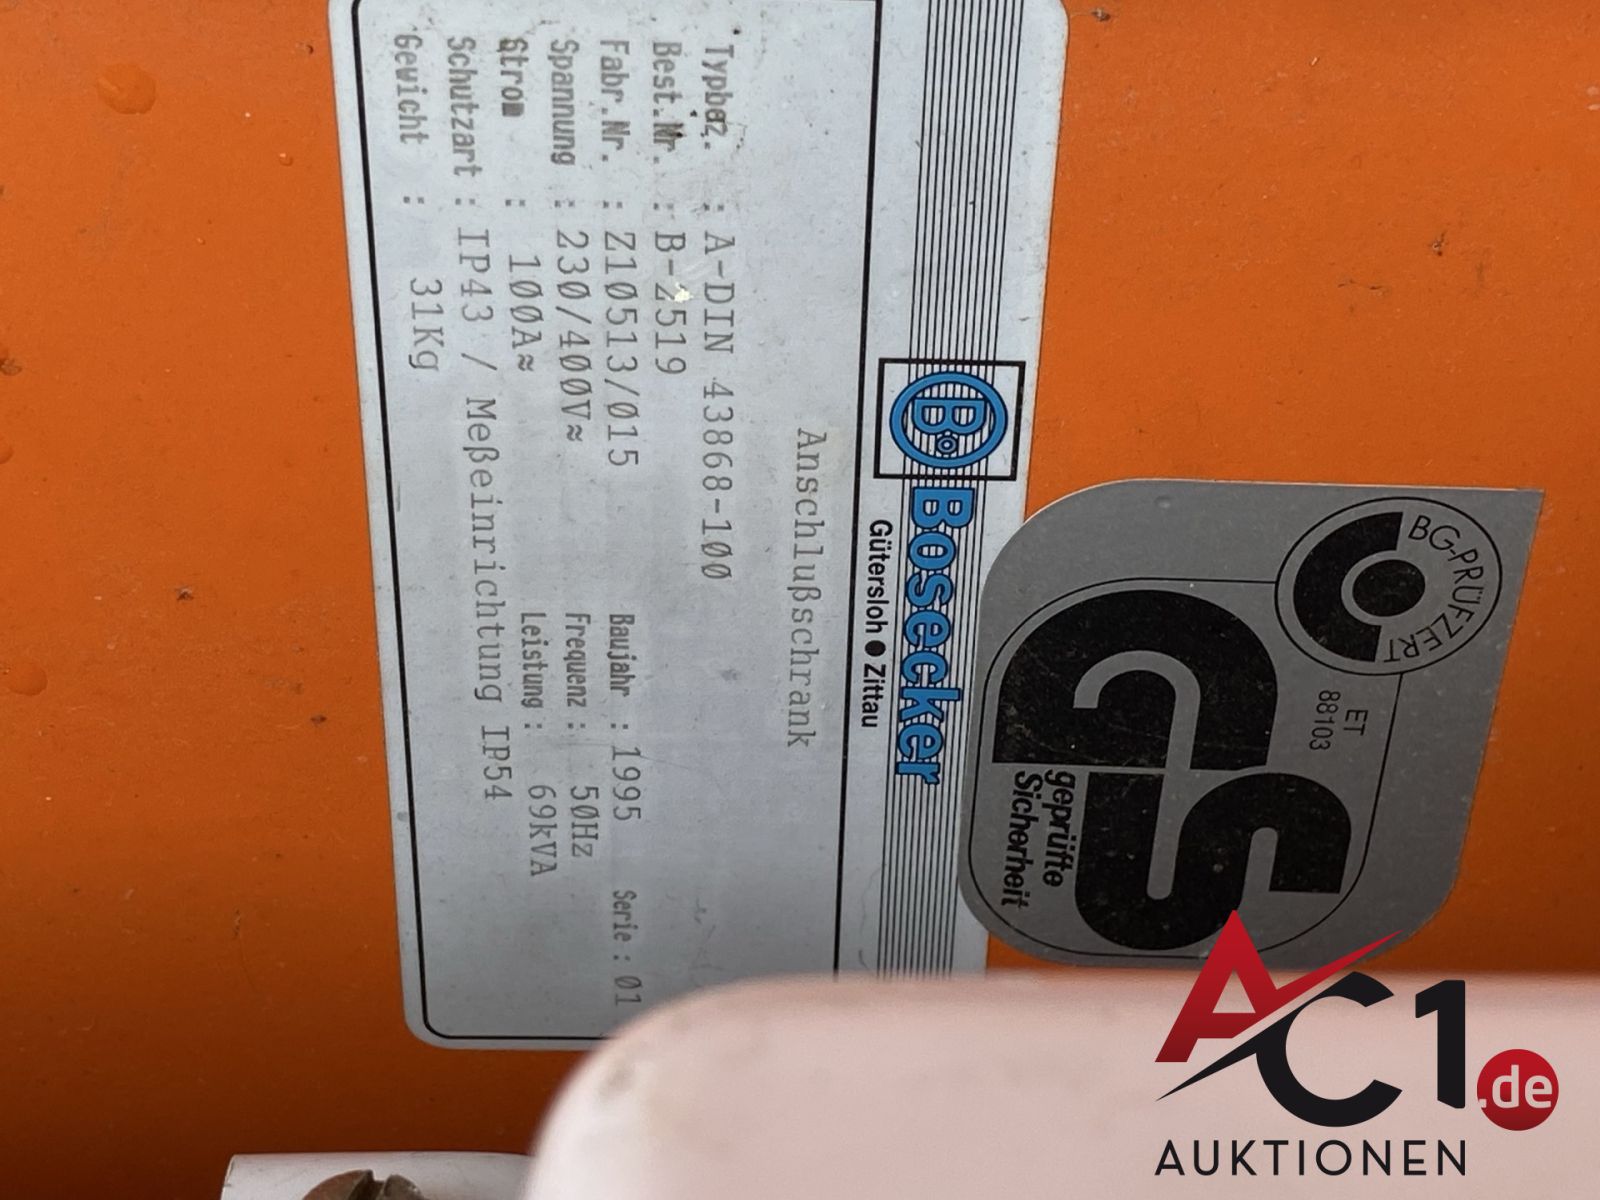 Bosecker
Gütersloh ● Zittau
Anschlußschrank
Typbez. : A-DIN 43868-100
Best.Nr. : B-2519
Fabr.Nr. : Z10513/015 Baujahr : 1995 Serie : 01
Spannung : 230/400V≈ Frequenz : 50Hz
Strom : 100A≈ Leistung : 69kVA
Schutzart : IP43 / Meßeinrichtung IP54
Gewicht : 31Kg
BG-PRÜFZERT
ET
88103
GS
geprüfte
Sicherheit
AC1.de
AUKTIONEN